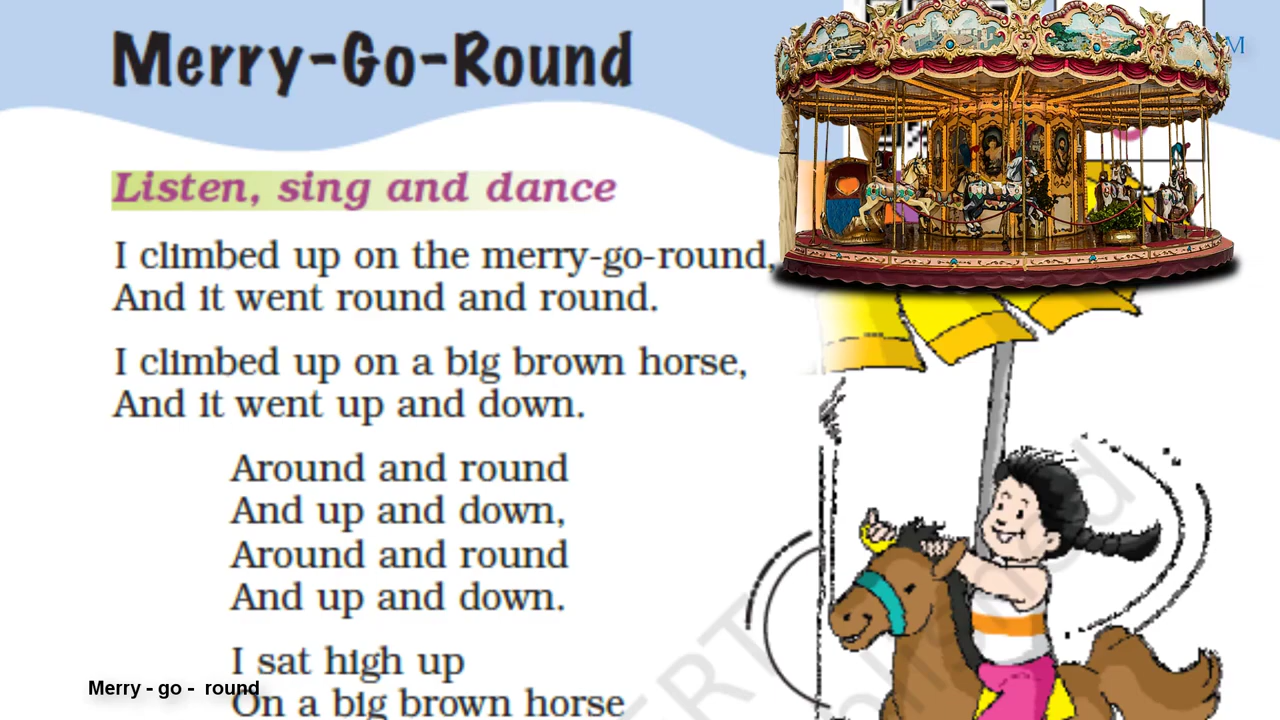 Merry-Go-Round
M
Listen, sing and dance
I climbed up on the merry-go-round,
And it went round and round.
I climbed up on a big brown horse,
And it went up and down.
Around and round
And up and down,
Around and round
And up and down.
I sat high up
On a big brown horse
Merry - go - round